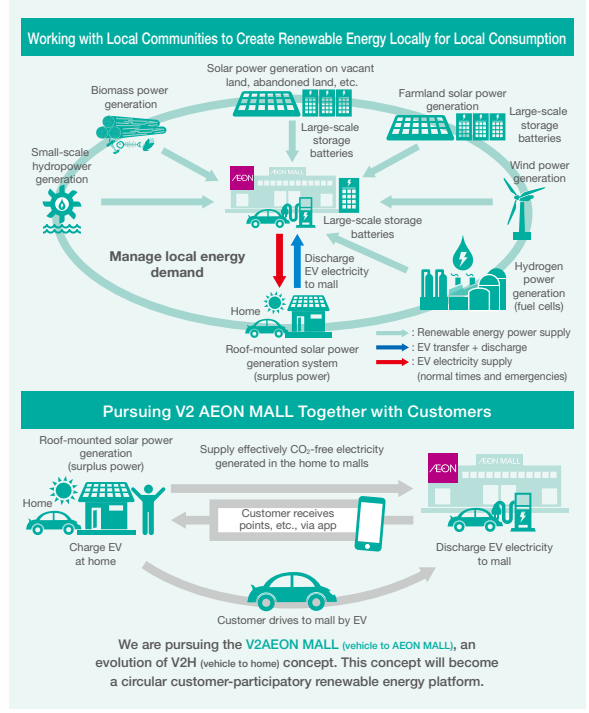 Working with Local Communities to Create Renewable Energy Locally for Local Consumption
Solar power generation on vacant
land, abandoned land, etc.
Biomass power
generation
Farmland solar power
generation
Large-scale
storage
batteries
Large-scale
storage
batteries
Small-scale
hydropower
generation
Wind power
generation
ÆON
ÆON MALL
Large-scale storage
batteries
Manage local energy
demand
Discharge
EV electricity
to mall
Hydrogen
power
generation
(fuel cells)
Home
Roof-mounted solar power
generation system
(surplus power)
: Renewable energy power supply
: EV transfer + discharge
: EV electricity supply
(normal times and emergencies)
Pursuing V2 AEON MALL Together with Customers
Roof-mounted solar power
generation
(surplus power)
Supply effectively CO₂-free electricity
generated in the home to malls
ÆON
ÆON MALL
Home
Customer receives
points, etc., via app
Charge EV
at home
Discharge EV electricity
to mall
Customer drives to mall by EV
We are pursuing the V2AEON MALL (vehicle to AEON MALL), an
evolution of V2H (vehicle to home) concept. This concept will become
a circular customer-participatory renewable energy platform.